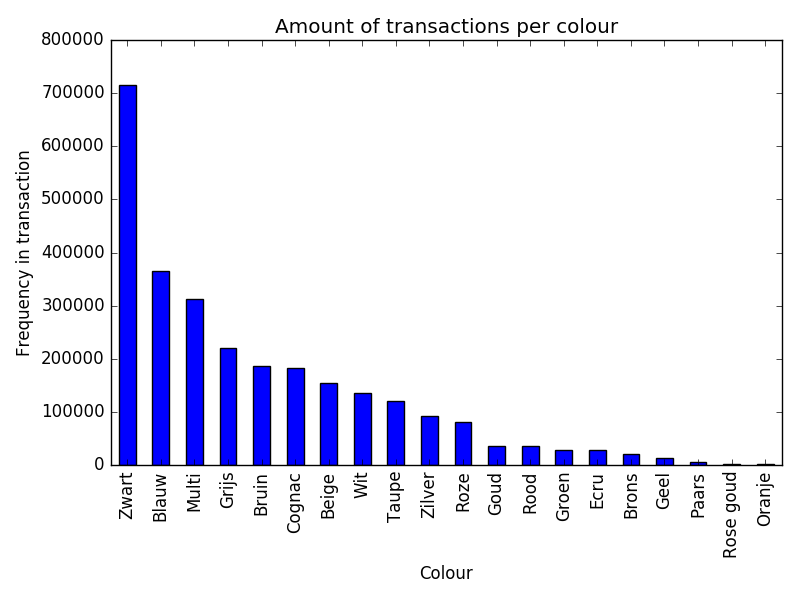 Amount of transactions per colour
800000
700000
600000
500000
400000
300000
200000
100000
0
Frequency in transaction
Zwart
Blauw
Multi
Grijs
Bruin
Cognac
Beige
Wit
Taupe
Zilver
Roze
Goud
Rood
Groen
Ecru
Brons
Geel
Paars
Rose goud
Oranje
Colour